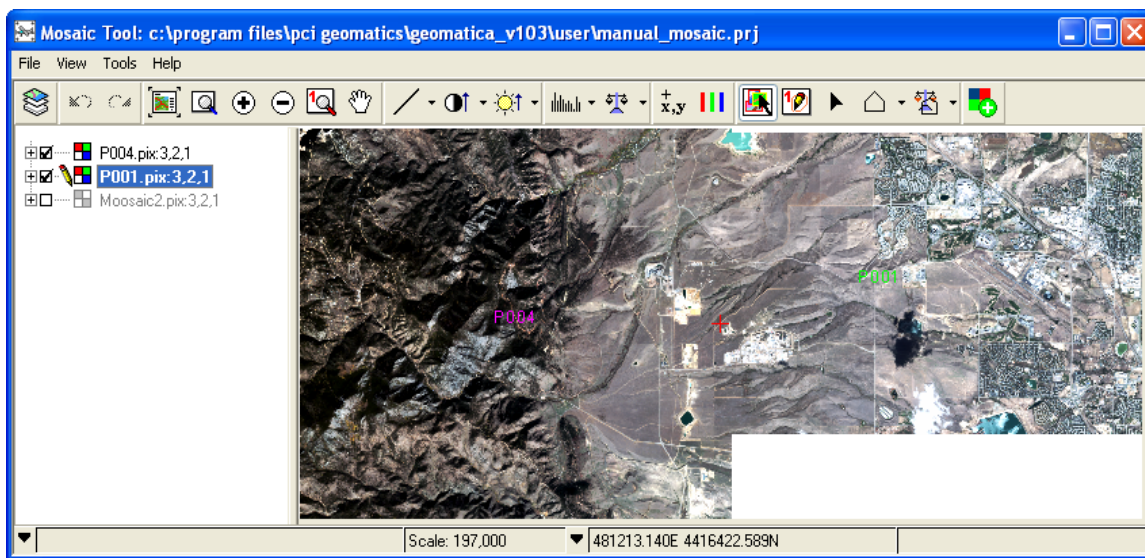 Mosaic Tool: c:\program files\pci geomatics\geomatica_v103\user\manual_mosaic.prj
File View Tools Help
x,y
P004.pix:3,2,1
P001.pix:3,2,1
Moosaic2.pix:3,2,1
P001
P004
Scale: 197,000 481213.140E 4416422.589N